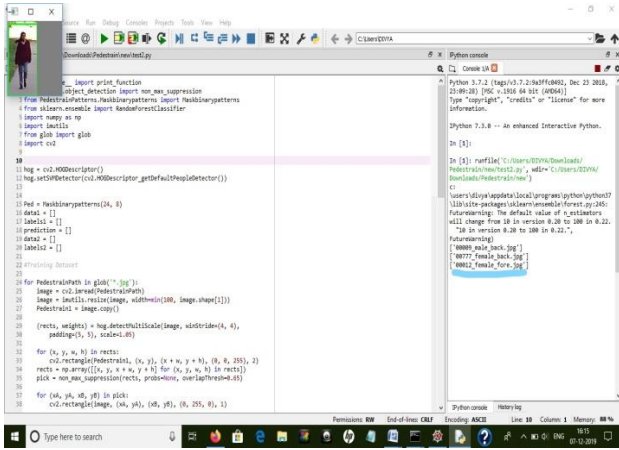 Source Run Debug Consoles Projects Tools View Help
C:\Users\DIVYA
Downloads\Pedestrain\new\test2.py
IPython console
Console 1/A
import print_function
object_detection import non_max_suppression
3 from PedestrainPatterns.Maskbinarypatterns import Maskbinarypatterns
4 from sklearn.ensemble import RandomForestClassifier
5 import numpy as np
6 import imutils
7 from glob import glob
8 import cv2
9
10
11 hog = cv2.HOGDescriptor()
12 hog.setSVMDetector(cv2.HOGDescriptor_getDefaultPeopleDetector())
13
14
15 Ped = Maskbinarypatterns(24, 8)
16 data1 = []
17 labels1 = []
18 prediction = []
19 data2 = []
20 labels2 = []
21
22 #Training Dataset
23
24 for PedestrainPath in glob("*.jpg"):
25 image = cv2.imread(PedestrainPath)
26 image = imutils.resize(image, width=min(100, image.shape[1]))
27 Pedestrain1 = image.copy()
28
29 (rects, weights) = hog.detectMultiScale(image, winStride=(4, 4),
30 padding=(5, 5), scale=1.05)
31
32 for (x, y, w, h) in rects:
33 cv2.rectangle(Pedestrain1, (x, y), (x + w, y + h), (0, 0, 255), 2)
34 rects = np.array([[x, y, x + w, y + h] for (x, y, w, h) in rects])
35 pick = non_max_suppression(rects, probs=None, overlapThresh=0.65)
36
37 for (xA, yA, xB, yB) in pick:
38 cv2.rectangle(image, (xA, yA), (xB, yB), (0, 255, 0), 1)
Python 3.7.2 (tags/v3.7.2:9a3ffc0492, Dec 23 2018,
23:09:28) [MSC v.1916 64 bit (AMD64)]
Type "copyright", "credits" or "license" for more
information.
IPython 7.3.0 -- An enhanced Interactive Python.
In [1]:
In [1]: runfile('C:/Users/DIVYA/Downloads/
Pedestrain/new/test2.py', wdir='C:/Users/DIVYA/
Downloads/Pedestrain/new')
c:
\users\divya\appdata\local\programs\python\python37
\lib\site-packages\sklearn\ensemble\forest.py:245:
FutureWarning: The default value of n_estimators
will change from 10 in version 0.20 to 100 in 0.22.
"10 in version 0.20 to 100 in 0.22.",
FutureWarning)
['00009_male_back.jpg']
['00777_female_back.jpg']
['00012_female_fore.jpg']
IPython console History log
Permissions: RW End-of-lines: CRLF Encoding: ASCII Line: 10 Column: 1 Memory: 88 %
Type here to search
ENG
16:15
07-12-2019